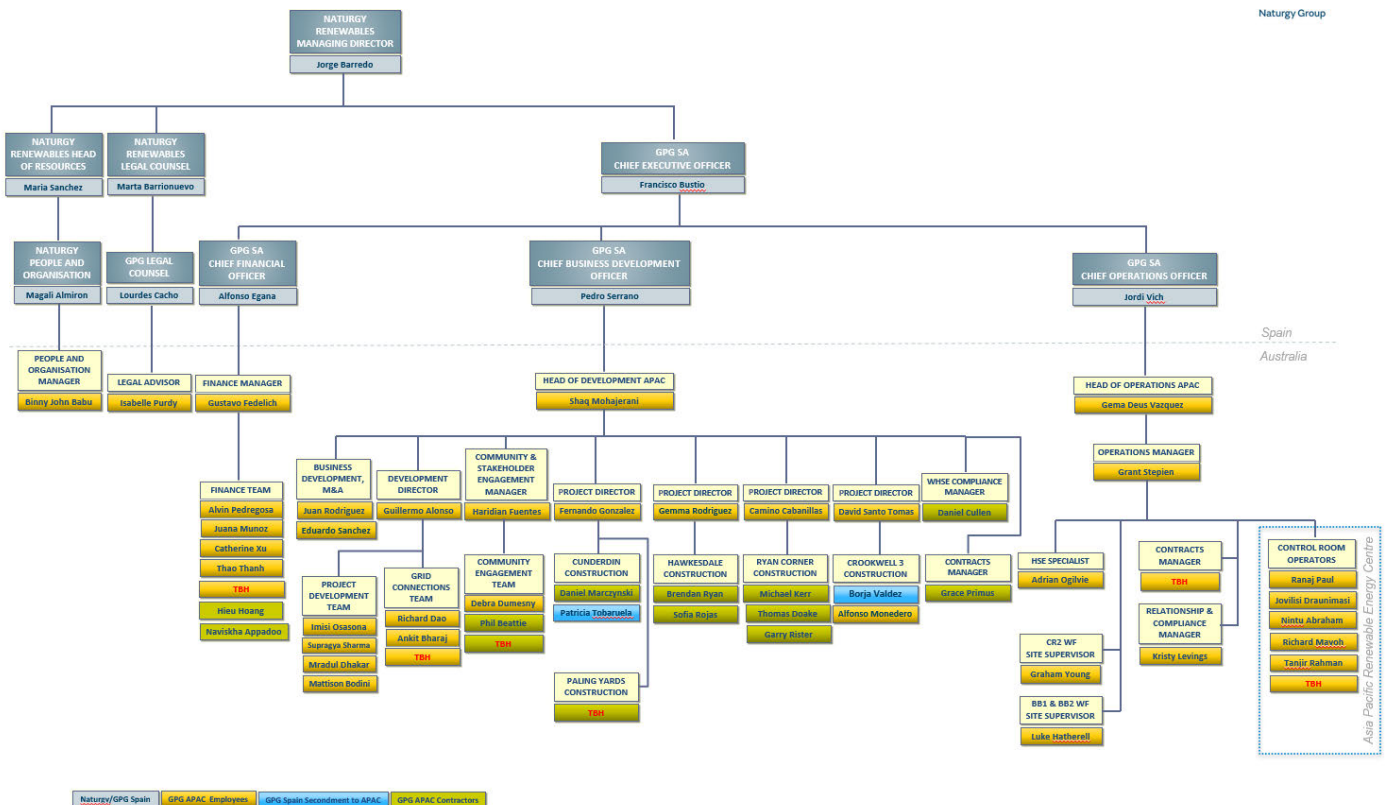 Naturgy Group
NATURGY
RENEWABLES
MANAGING DIRECTOR
Jorge Barredo
NATURGY
RENEWABLES HEAD
OF RESOURCES
Maria Sanchez
NATURGY
RENEWABLES
LEGAL COUNSEL
Marta Barrionuevo
GPG SA
CHIEF EXECUTIVE OFFICER
Francisco Bustio
NATURGY
PEOPLE AND
ORGANISATION
Magali Almiron
GPG LEGAL
COUNSEL
Lourdes Cacho
GPG SA
CHIEF FINANCIAL
OFFICER
Alfonso Egana
GPG SA
CHIEF BUSINESS DEVELOPMENT
OFFICER
Pedro Serrano
GPG SA
CHIEF OPERATIONS OFFICER
Jordi Vich
Spain
Australia
PEOPLE AND
ORGANISATION
MANAGER
Binny John Babu
LEGAL ADVISOR
Isabelle Purdy
FINANCE MANAGER
Gustavo Fedelich
HEAD OF DEVELOPMENT APAC
Shaq Mohajerani
HEAD OF OPERATIONS APAC
Gema Deus Vazquez
OPERATIONS MANAGER
Grant Stepien
FINANCE TEAM
Alvin Pedregosa
Juana Munoz
Catherine Xu
Thao Thanh
TBH
Hieu Hoang
Naviskha Appadoo
BUSINESS
DEVELOPMENT,
M&A
Juan Rodriguez
Eduardo Sanchez
DEVELOPMENT
DIRECTOR
Guillermo Alonso
COMMUNITY &
STAKEHOLDER
ENGAGEMENT
MANAGER
Haridian Fuentes
PROJECT DIRECTOR
Fernando Gonzalez
PROJECT DIRECTOR
Gemma Rodriguez
PROJECT DIRECTOR
Camino Cabanillas
PROJECT DIRECTOR
David Santo Tomas
WHSE COMPLIANCE
MANAGER
Daniel Cullen
PROJECT
DEVELOPMENT
TEAM
Imisi Osasona
Supragya Sharma
Mradul Dhakar
Mattison Bodini
GRID
CONNECTIONS
TEAM
Richard Dao
Ankit Bharaj
TBH
COMMUNITY
ENGAGEMENT
TEAM
Debra Dumesny
Phil Beattie
TBH
CUNDERDIN
CONSTRUCTION
Daniel Marczynski
Patricia Tobaruela
PALING YARDS
CONSTRUCTION
TBH
HAWKESDALE
CONSTRUCTION
Brendan Ryan
Sofia Rojas
RYAN CORNER
CONSTRUCTION
Michael Kerr
Thomas Doake
Garry Rister
CROOKWELL 3
CONSTRUCTION
Borja Valdez
Alfonso Monedero
CONTRACTS
MANAGER
Grace Primus
HSE SPECIALIST
Adrian Ogilvie
CR2 WF
SITE SUPERVISOR
Graham Young
BB1 & BB2 WF
SITE SUPERVISOR
Luke Hatherell
CONTRACTS
MANAGER
TBH
RELATIONSHIP &
COMPLIANCE
MANAGER
Kristy Levings
CONTROL ROOM
OPERATORS
Ranaj Paul
Jovilisi Draunimasi
Nintu Abraham
Richard Mavoh
Tanjir Rahman
TBH
Asia Pacific Renewable Energy Centre
Naturgy/GPG Spain
GPG APAC Employees
GPG Spain Secondment to APAC
GPG APAC Contractors